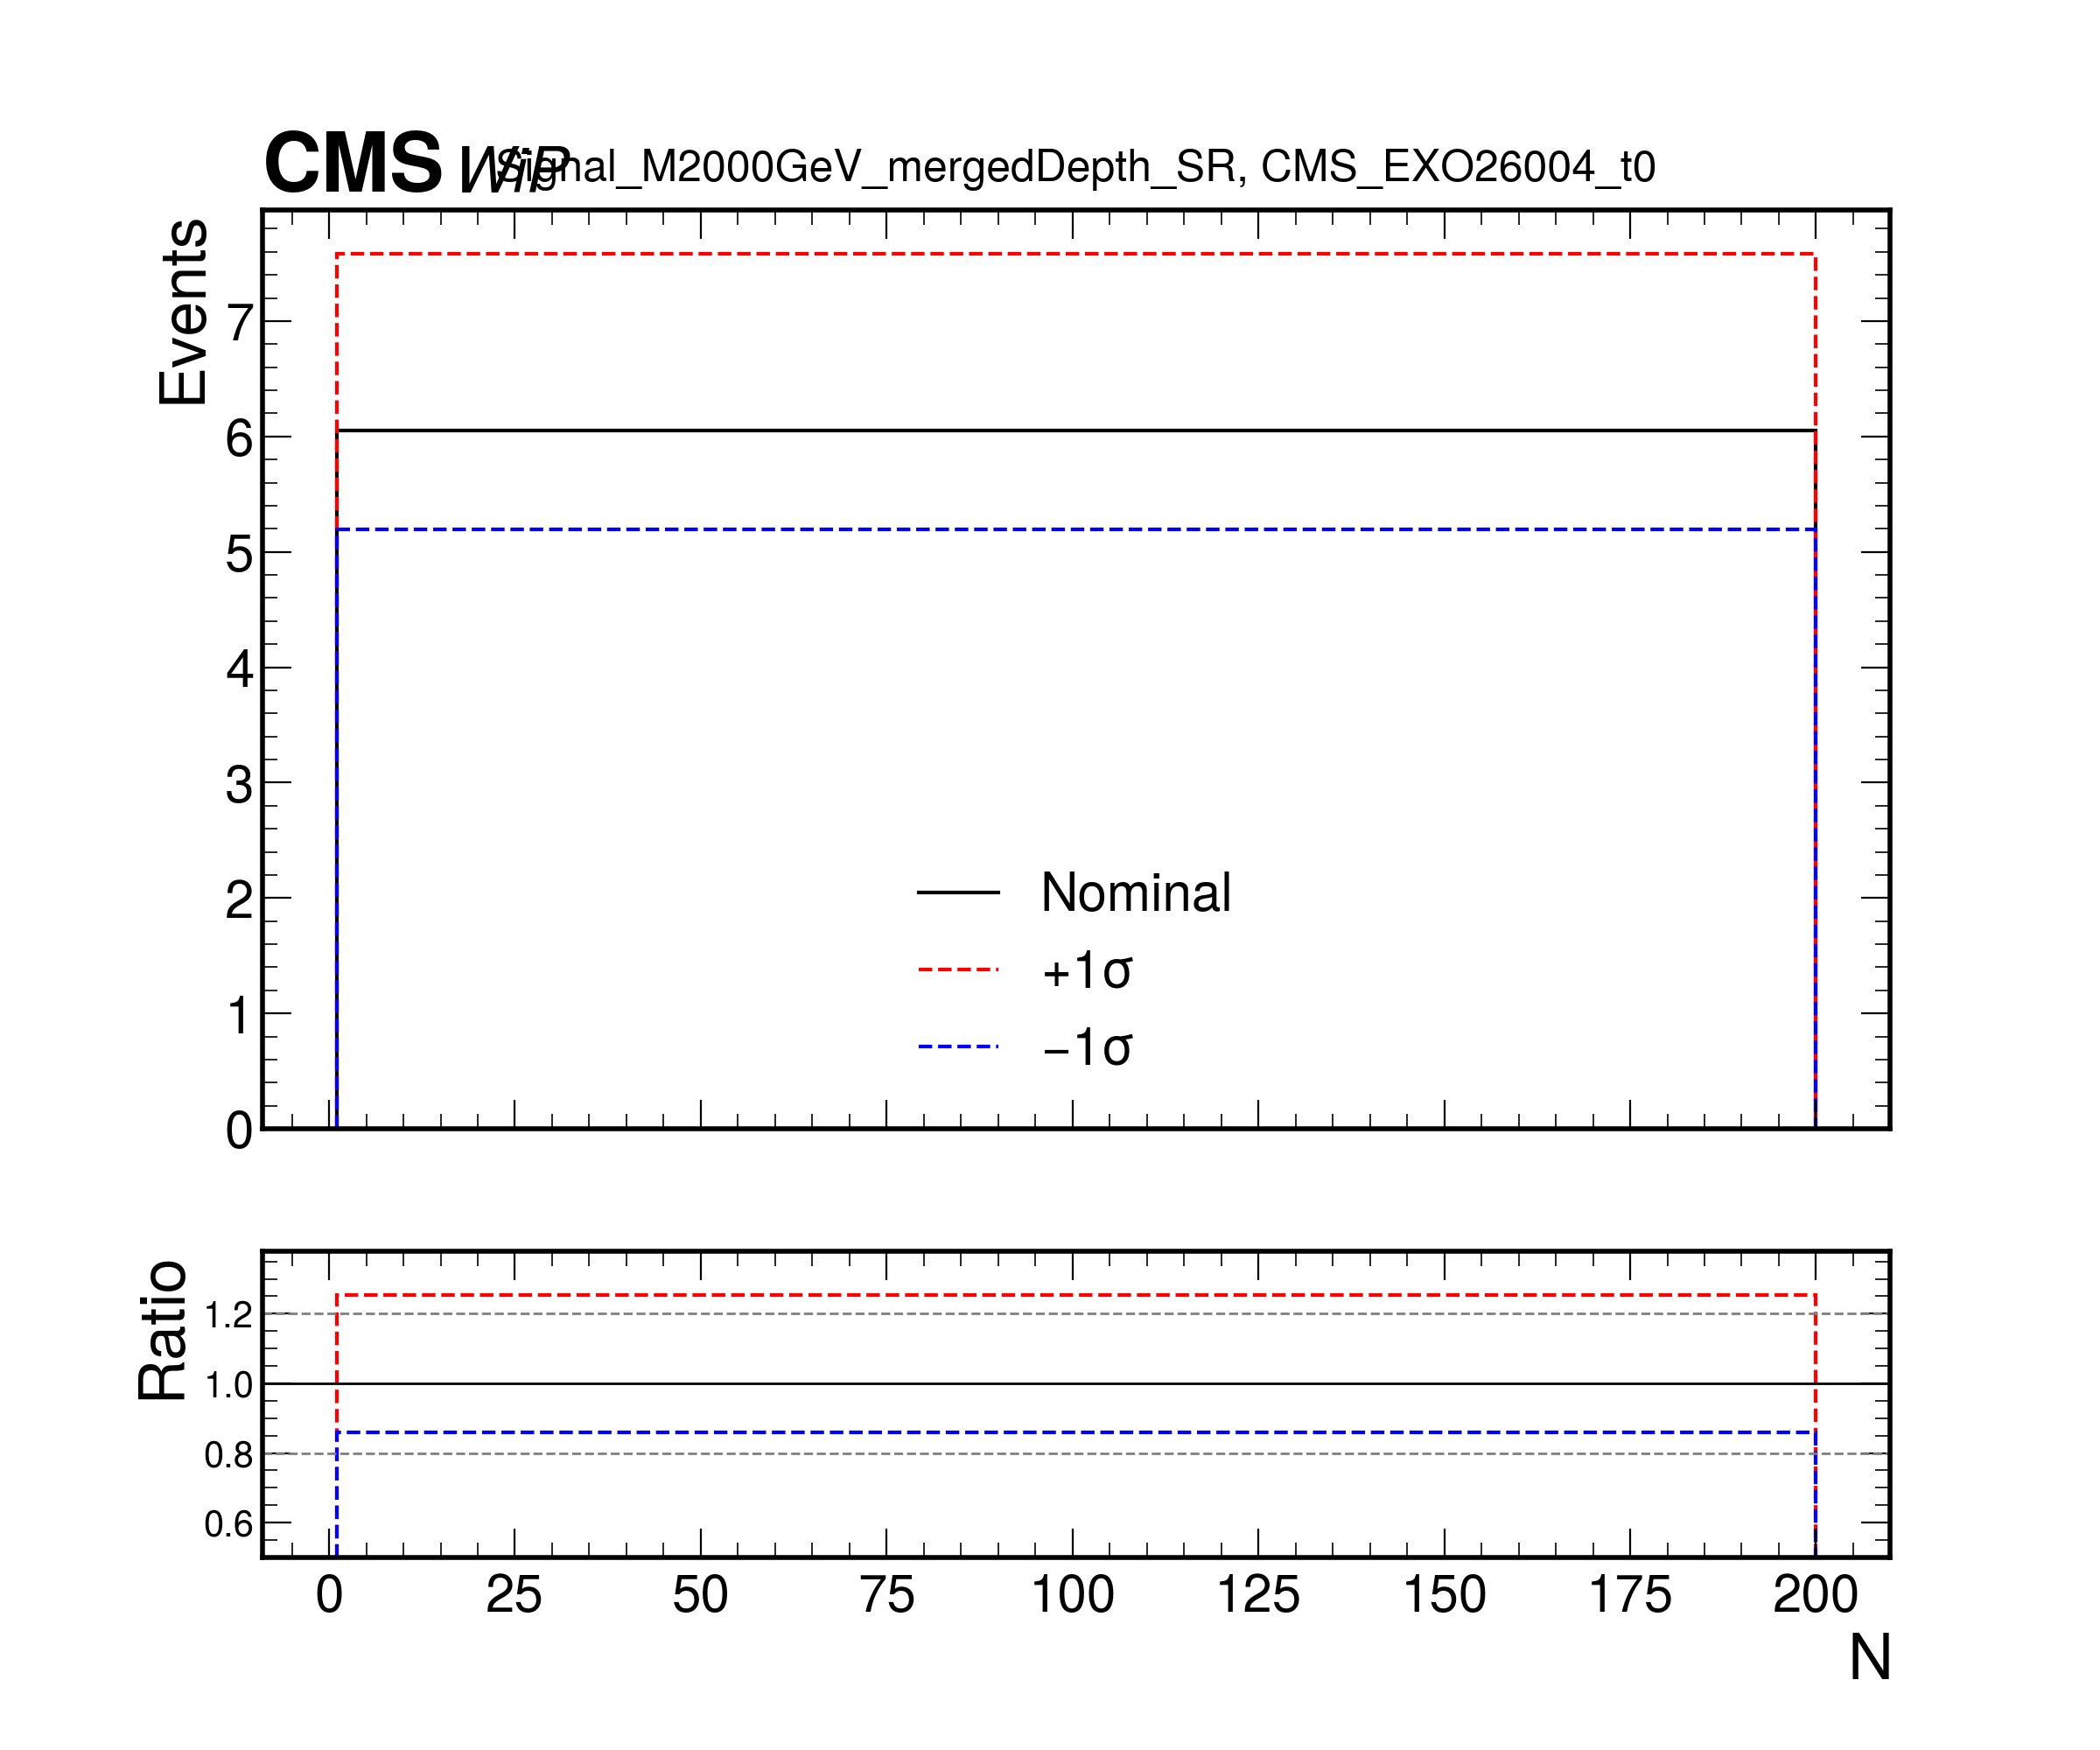 CMS WiP Signal_M2000GeV_mergedDepth_SR, CMS_EXO26004_t0
Events
7
6
5
4
3
2
1
0
Nominal
+1σ
−1σ
Ratio
1.2
1.0
0.8
0.6
0 25 50 75 100 125 150 175 200
N